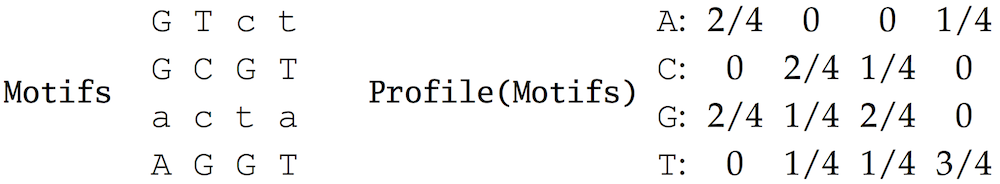 G T c t A: 2/4 0 0 1/4
G C G T C: 0 2/4 1/4 0
Motifs Profile(Motifs)
a c t a G: 2/4 1/4 2/4 0
A G G T T: 0 1/4 1/4 3/4